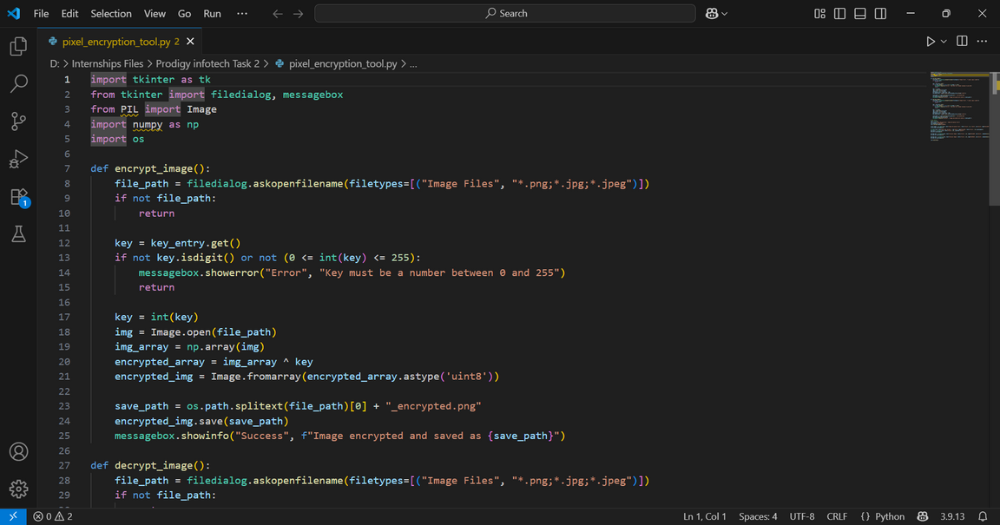 File Edit Selection View Go Run ··· Search
pixel_encryption_tool.py 2
D: > Internships Files > Prodigy infotech Task 2 > pixel_encryption_tool.py > ...
1 import tkinter as tk
2 from tkinter import filedialog, messagebox
3 from PIL import Image
4 import numpy as np
5 import os
6
7 def encrypt_image():
8 file_path = filedialog.askopenfilename(filetypes=[("Image Files", "*.png;*.jpg;*.jpeg")])
9 if not file_path:
10 return
11
12 key = key_entry.get()
13 if not key.isdigit() or not (0 <= int(key) <= 255):
14 messagebox.showerror("Error", "Key must be a number between 0 and 255")
15 return
16
17 key = int(key)
18 img = Image.open(file_path)
19 img_array = np.array(img)
20 encrypted_array = img_array ^ key
21 encrypted_img = Image.fromarray(encrypted_array.astype('uint8'))
22
23 save_path = os.path.splitext(file_path)[0] + "_encrypted.png"
24 encrypted_img.save(save_path)
25 messagebox.showinfo("Success", f"Image encrypted and saved as {save_path}")
26
27 def decrypt_image():
28 file_path = filedialog.askopenfilename(filetypes=[("Image Files", "*.png;*.jpg;*.jpeg")])
29 if not file_path:
1
0 2 Ln 1, Col 1 Spaces: 4 UTF-8 CRLF {} Python 3.9.13